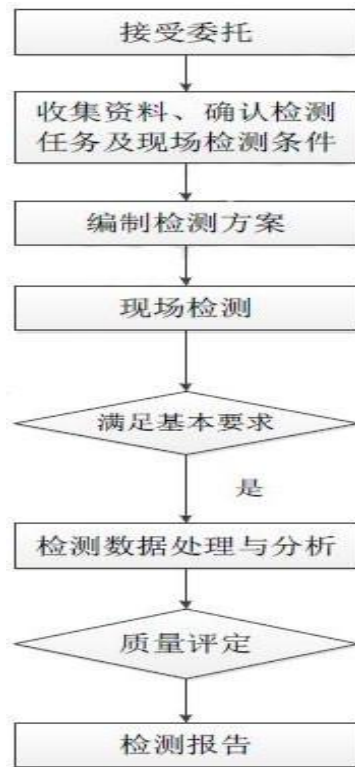 接受委托
收集资料、确认检测
任务及现场检测条件
编制检测方案
现场检测
满足基本要求
是
检测数据处理与分析
质量评定
检测报告